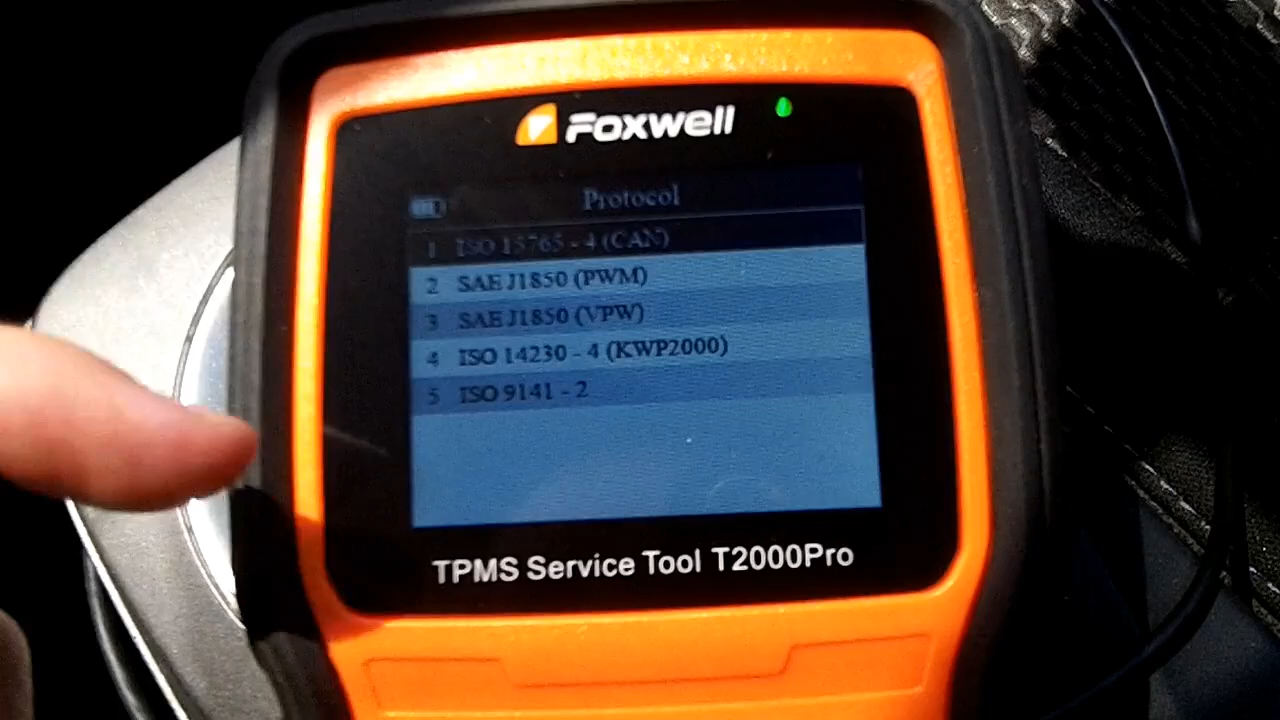 FOXWELL
Protocol
1 ISO 15765 - 4 (CAN)
2 SAE J1850 (PWM)
3 SAE J1850 (VPW)
4 ISO 14230 - 4 (KWP2000)
5 ISO 9141 - 2
TPMS Service Tool T2000Pro